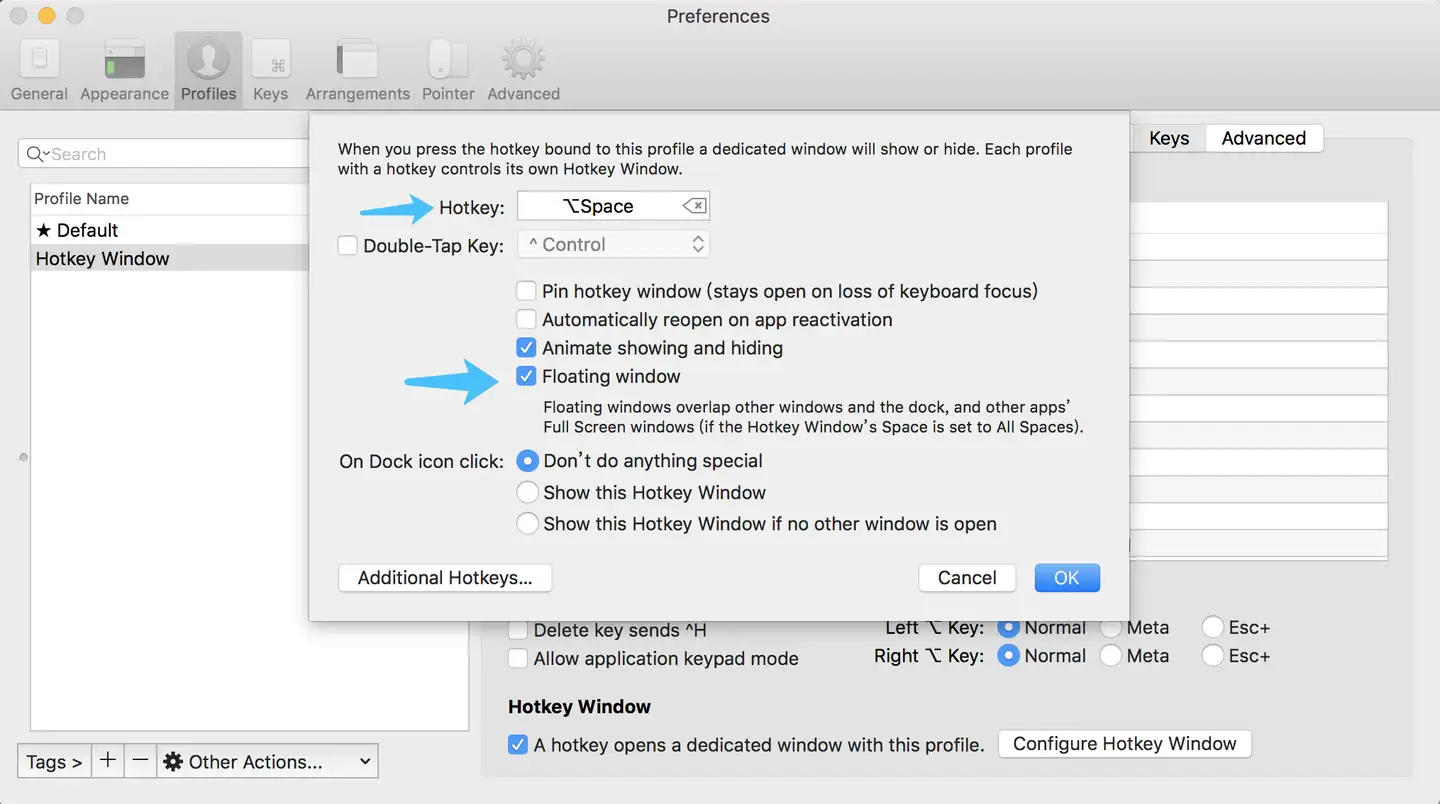 Preferences
General Appearance Profiles Keys Arrangements Pointer Advanced
Search
Keys Advanced
Profile Name
★ Default
Hotkey Window
When you press the hotkey bound to this profile a dedicated window will show or hide. Each profile
with a hotkey controls its own Hotkey Window.
Hotkey: ⌥Space
Double-Tap Key: ^ Control
Pin hotkey window (stays open on loss of keyboard focus)
Automatically reopen on app reactivation
Animate showing and hiding
Floating window
Floating windows overlap other windows and the dock, and other apps’
Full Screen windows (if the Hotkey Window’s Space is set to All Spaces).
On Dock icon click: Don’t do anything special
Show this Hotkey Window
Show this Hotkey Window if no other window is open
Additional Hotkeys... Cancel OK
Delete key sends ^H Left ⌥ Key: Normal Meta Esc+
Allow application keypad mode Right ⌥ Key: Normal Meta Esc+
Hotkey Window
A hotkey opens a dedicated window with this profile. Configure Hotkey Window
Tags > + − Other Actions...